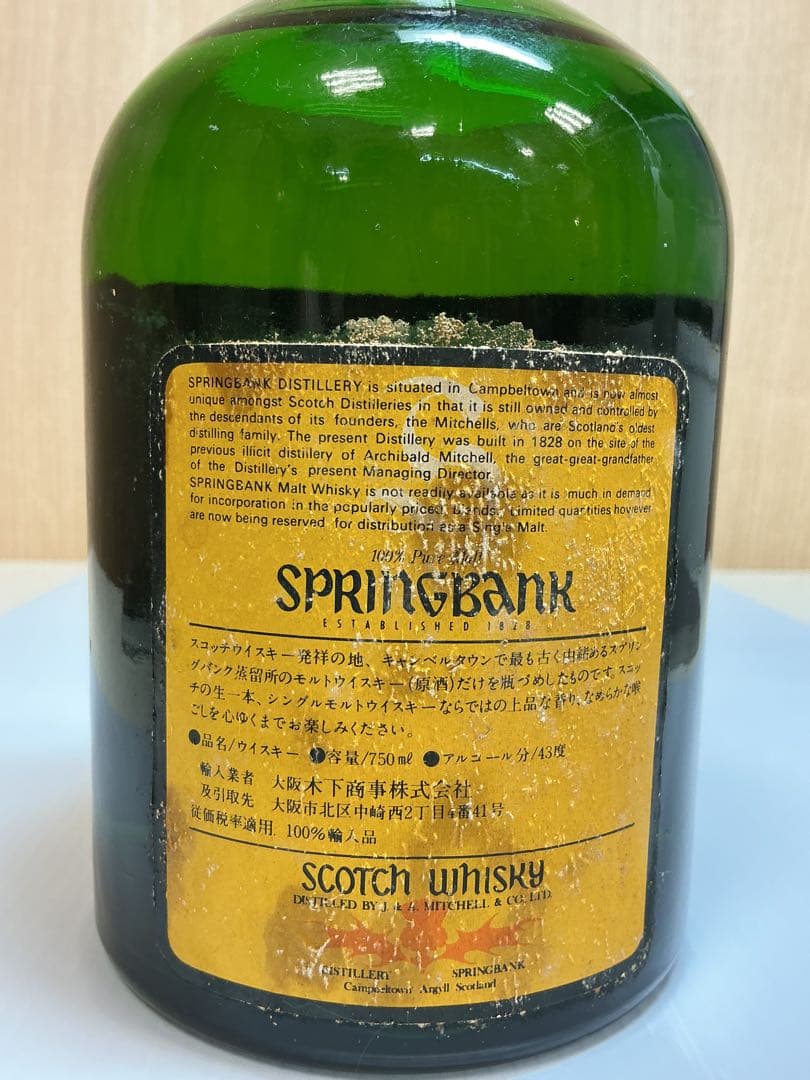 SPRINGBANK DISTILLERY is situated in Campbeltown and is now almost
unique amongst Scotch Distilleries in that it is still owned and controlled by
the descendants of its founders, the Mitchells, who are Scotland's oldest
distilling family. The present Distillery was built in 1828 on the site of the
previous illicit distillery of Archibald Mitchell, the great-great-grandfather
of the Distillery's present Managing Director.
SPRINGBANK Malt Whisky is not readily available as it is much in demand
for incorporation in the popularly priced Blends. Limited quantities however
are now being reserved for distribution as a Single Malt.
100% Pure Malt
SPRINGBANK
ESTABLISHED 1828
スコッチウイスキー発祥の地、キャンベルタウンで最も古く由緒あるスプリン
グバンク蒸留所のモルトウイスキー(原酒)だけを瓶づめしたものです。スコッ
チの生一本、シングルモルトウイスキーならではの上品な香り、なめらかな喉
ごしを心ゆくまでお楽しみください。
●品名/ウイスキー ●容量/750ml ●アルコール分/43度
輸入業者 大阪木下商事株式会社
及引取先 大阪市北区中崎西2丁目4番41号
従価税率適用 100%輸入品
SCOTCH WHISKY
DISTILLED BY J. & A. MITCHELL & CO. LTD.
DISTILLERY SPRINGBANK
Campbeltown Argyll Scotland